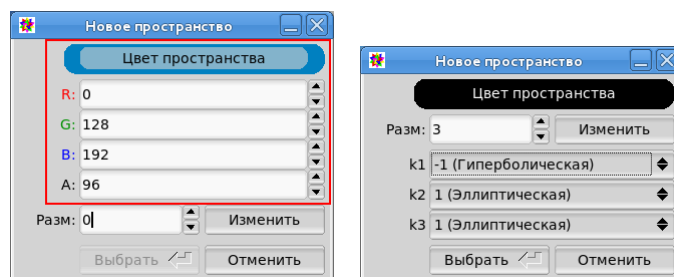 Новое пространство
Цвет пространства
R: 0
G: 128
B: 192
A: 96
Разм: 0 Изменить
Выбрать Отменить
Новое пространство
Цвет пространства
Разм: 3 Изменить
k1 -1 (Гиперболическая)
k2 1 (Эллиптическая)
k3 1 (Эллиптическая)
Выбрать Отменить